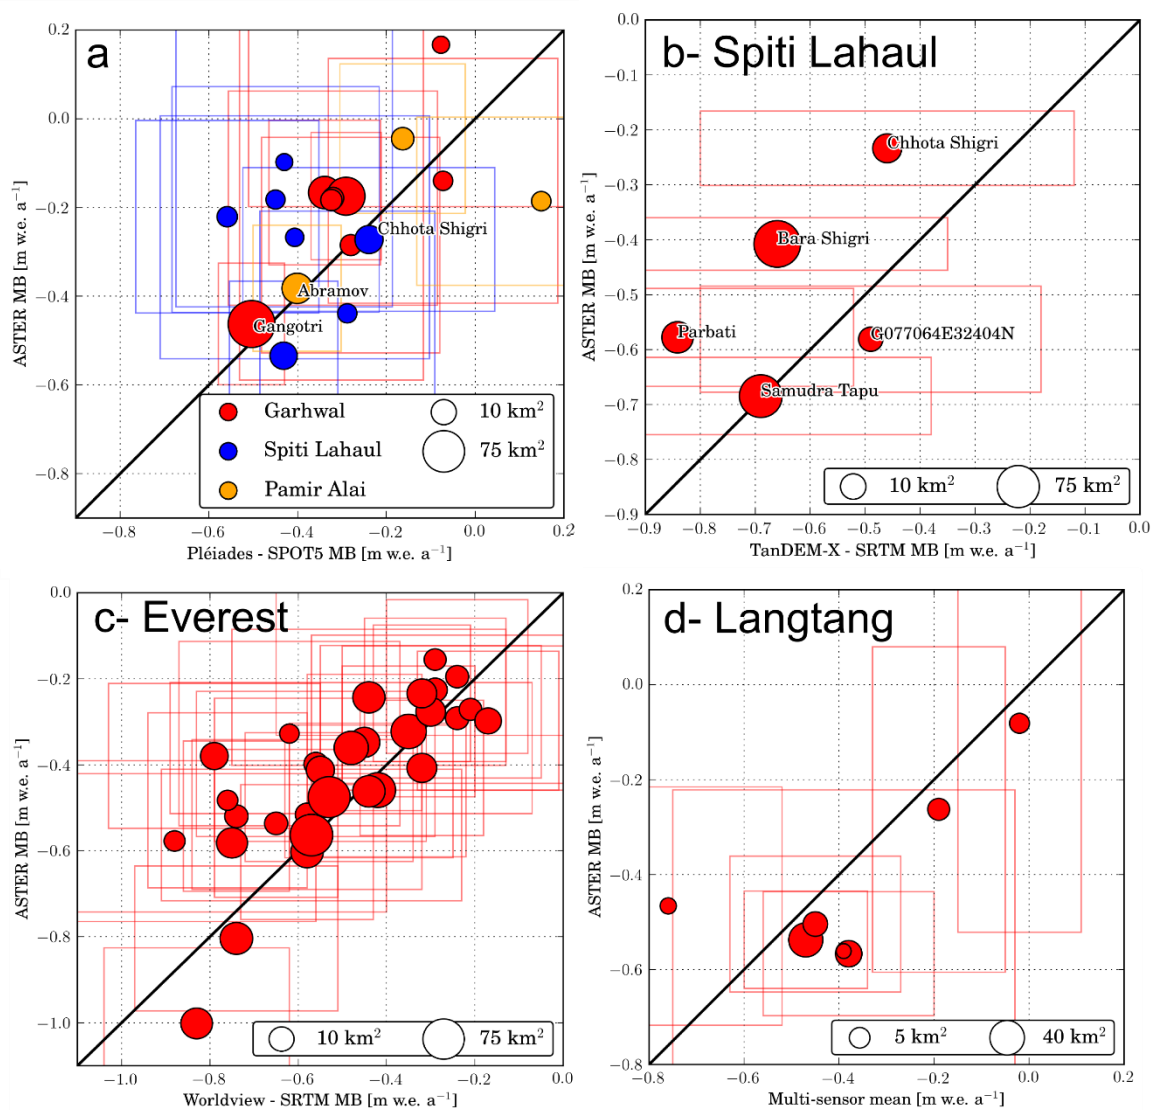 a
ASTER MB [m w.e. a⁻¹]
0.2
0.0
−0.2
−0.4
−0.6
−0.8
Chhota Shigri
Abramov
Gangotri
Garhwal
10 km²
Spiti Lahaul
75 km²
Pamir Alai
−0.8 −0.6 −0.4 −0.2 0.0 0.2
Pléiades - SPOT5 MB [m w.e. a⁻¹]
b- Spiti Lahaul
ASTER MB [m w.e. a⁻¹]
0.0
−0.1
−0.2
−0.3
−0.4
−0.5
−0.6
−0.7
−0.8
−0.9
Chhota Shigri
Bara Shigri
Parbati
G077064E32404N
Samudra Tapu
10 km² 75 km²
−0.9 −0.8 −0.7 −0.6 −0.5 −0.4 −0.3 −0.2 −0.1 0.0
TanDEM-X - SRTM MB [m w.e. a⁻¹]
c- Everest
ASTER MB [m w.e. a⁻¹]
0.0
−0.2
−0.4
−0.6
−0.8
−1.0
10 km² 75 km²
−1.0 −0.8 −0.6 −0.4 −0.2 0.0
Worldview - SRTM MB [m w.e. a⁻¹]
d- Langtang
ASTER MB [m w.e. a⁻¹]
0.2
0.0
−0.2
−0.4
−0.6
−0.8
5 km² 40 km²
−0.8 −0.6 −0.4 −0.2 0.0 0.2
Multi-sensor mean [m w.e. a⁻¹]